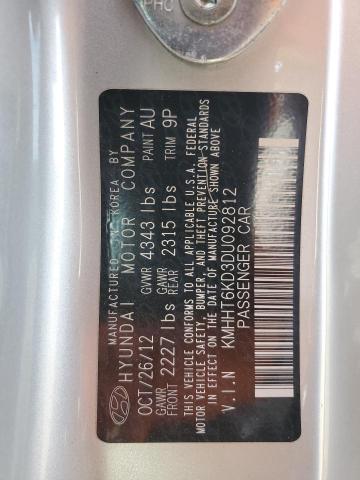 PHC
MANUFACTURED IN KOREA BY
HYUNDAI MOTOR COMPANY
OCT/26/12 GVWR 4343 lbs PAINT AU
GAWR FRONT 2227 lbs GAWR REAR 2315 lbs TRIM 9P
THIS VEHICLE CONFORMS TO ALL APPLICABLE U.S.A. FEDERAL
MOTOR VEHICLE SAFETY, BUMPER, AND THEFT PREVENTION STANDARDS
IN EFFECT ON THE DATE OF MANUFACTURE SHOWN ABOVE
V.I.N KMHHT6KD3DU092812
PASSENGER CAR